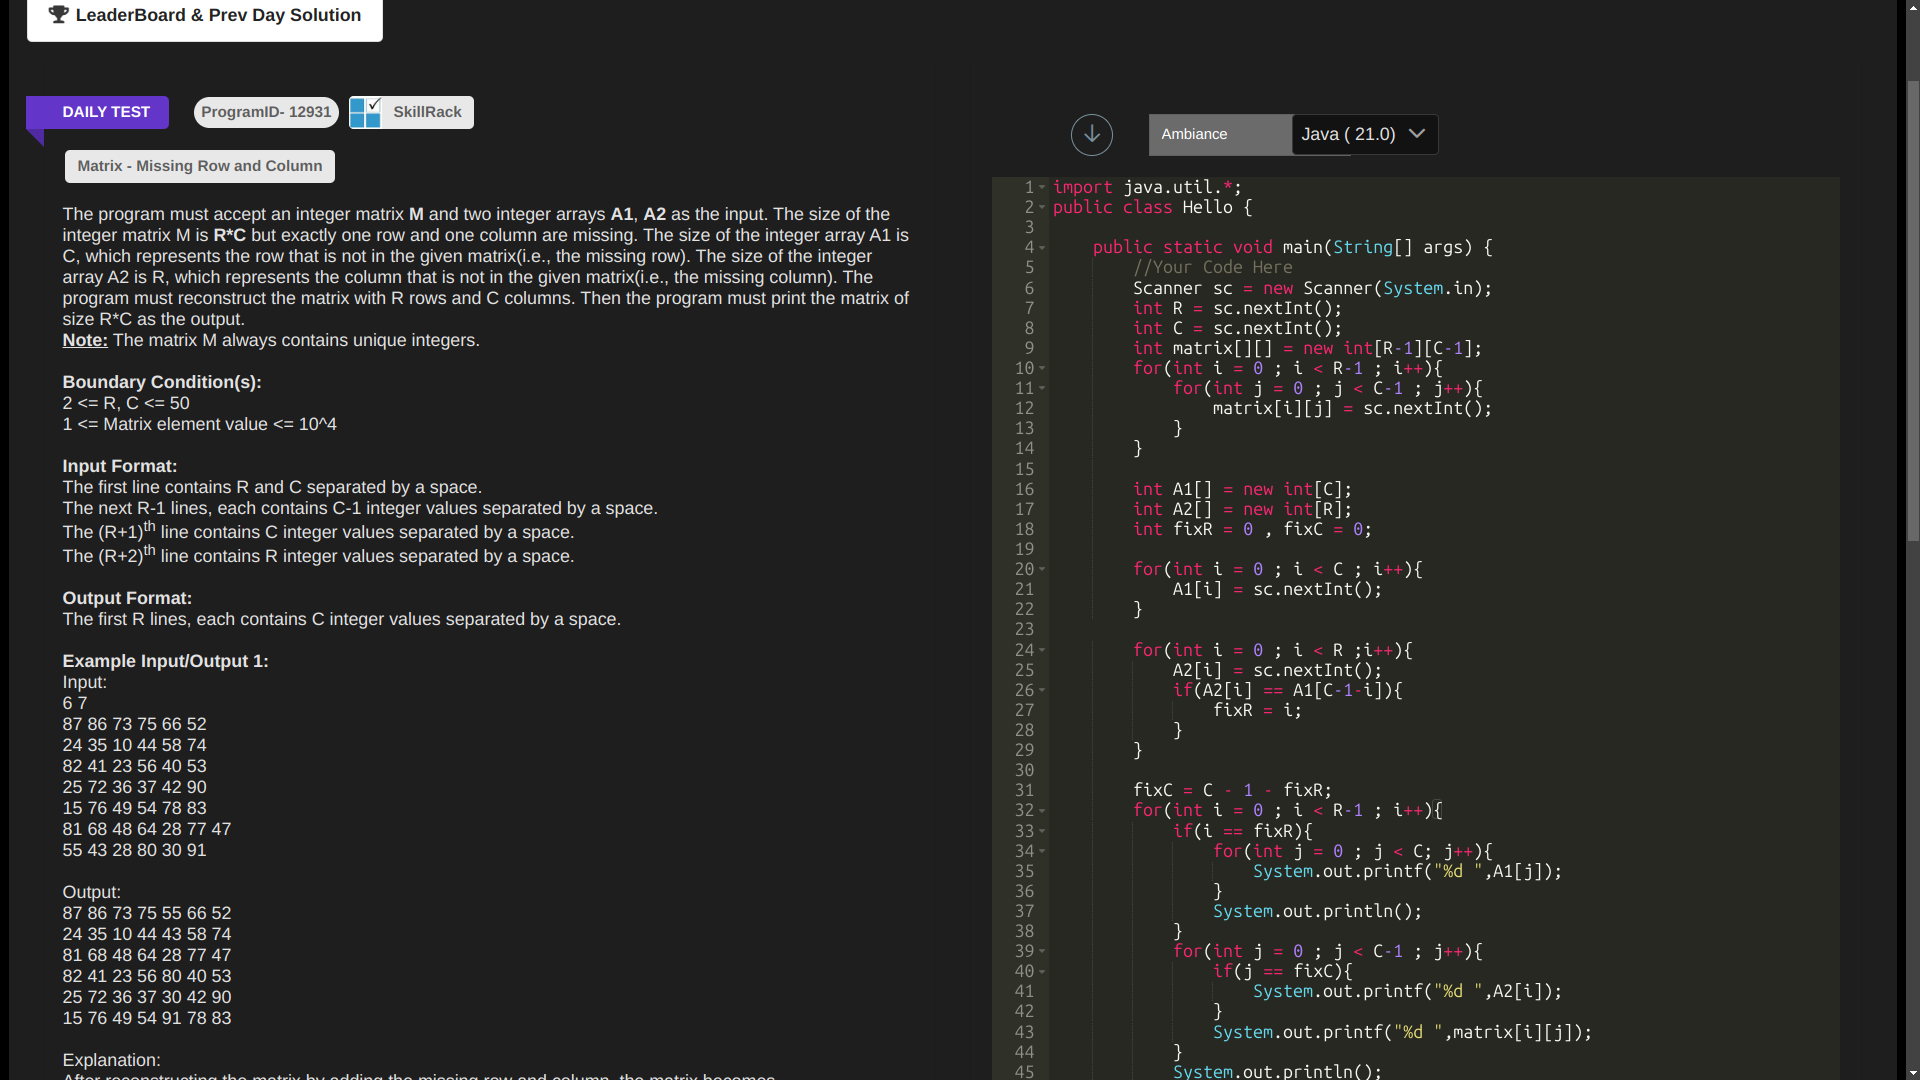 LeaderBoard & Prev Day Solution
DAILY TEST
ProgramID- 12931
SkillRack
Matrix - Missing Row and Column
The program must accept an integer matrix M and two integer arrays A1, A2 as the input. The size of the
integer matrix M is R*C but exactly one row and one column are missing. The size of the integer array A1 is
C, which represents the row that is not in the given matrix(i.e., the missing row). The size of the integer
array A2 is R, which represents the column that is not in the given matrix(i.e., the missing column). The
program must reconstruct the matrix with R rows and C columns. Then the program must print the matrix of
size R*C as the output.
Note: The matrix M always contains unique integers.
Boundary Condition(s):
2 <= R, C <= 50
1 <= Matrix element value <= 10^4
Input Format:
The first line contains R and C separated by a space.
The next R-1 lines, each contains C-1 integer values separated by a space.
The (R+1)th line contains C integer values separated by a space.
The (R+2)th line contains R integer values separated by a space.
Output Format:
The first R lines, each contains C integer values separated by a space.
Example Input/Output 1:
Input:
6 7
87 86 73 75 66 52
24 35 10 44 58 74
82 41 23 56 40 53
25 72 36 37 42 90
15 76 49 54 78 83
81 68 48 64 28 77 47
55 43 28 80 30 91
Output:
87 86 73 75 55 66 52
24 35 10 44 43 58 74
81 68 48 64 28 77 47
82 41 23 56 80 40 53
25 72 36 37 30 42 90
15 76 49 54 91 78 83
Explanation:
After reconstructing the matrix by adding the missing row and column, the matrix becomes
Ambiance
Java ( 21.0)
1 import java.util.*;
2 public class Hello {
3
4     public static void main(String[] args) {
5         //Your Code Here
6         Scanner sc = new Scanner(System.in);
7         int R = sc.nextInt();
8         int C = sc.nextInt();
9         int matrix[][] = new int[R-1][C-1];
10         for(int i = 0 ; i < R-1 ; i++){
11             for(int j = 0 ; j < C-1 ; j++){
12                 matrix[i][j] = sc.nextInt();
13             }
14         }
15
16         int A1[] = new int[C];
17         int A2[] = new int[R];
18         int fixR = 0 , fixC = 0;
19
20         for(int i = 0 ; i < C ; i++){
21             A1[i] = sc.nextInt();
22         }
23
24         for(int i = 0 ; i < R ;i++){
25             A2[i] = sc.nextInt();
26             if(A2[i] == A1[C-1-i]){
27                 fixR = i;
28             }
29         }
30
31         fixC = C - 1 - fixR;
32         for(int i = 0 ; i < R-1 ; i++){
33             if(i == fixR){
34                 for(int j = 0 ; j < C; j++){
35                     System.out.printf("%d ",A1[j]);
36                 }
37                 System.out.println();
38             }
39             for(int j = 0 ; j < C-1 ; j++){
40                 if(j == fixC){
41                     System.out.printf("%d ",A2[i]);
42                 }
43                 System.out.printf("%d ",matrix[i][j]);
44             }
45             System.out.println();